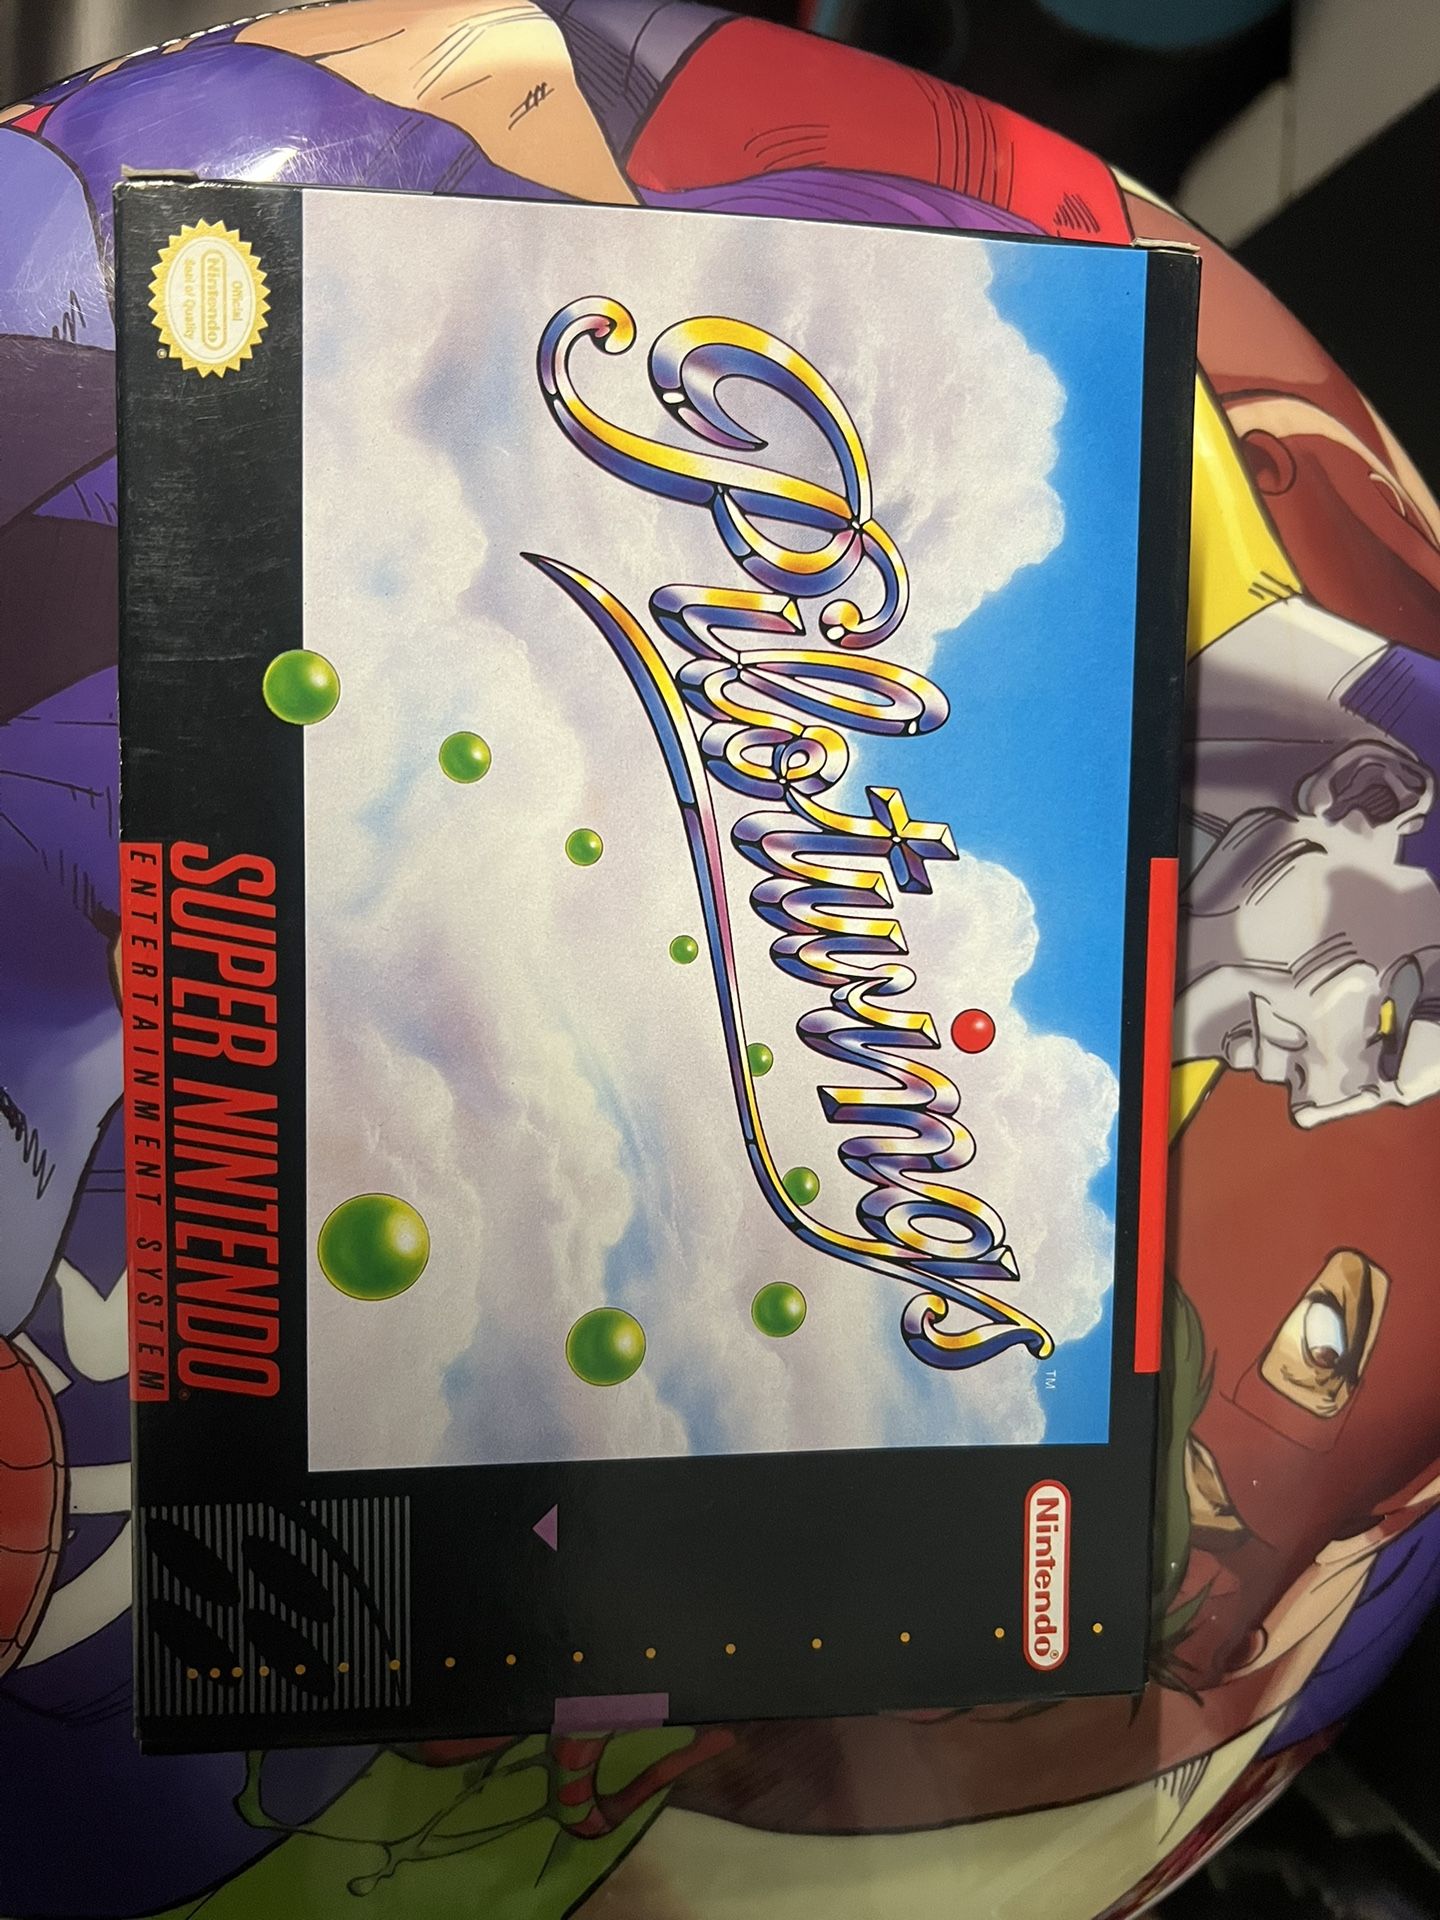 Nintendo®
Pilotwings
TM
Official
Nintendo
Seal of Quality
®
SUPER NINTENDO®
ENTERTAINMENT SYSTEM